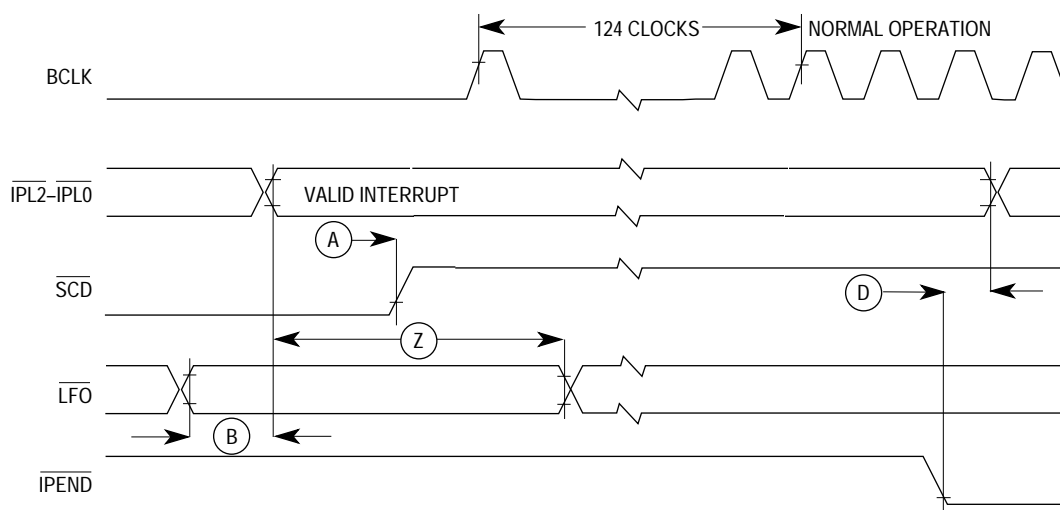 124 CLOCKS
NORMAL OPERATION
BCLK
IPL2–IPL0
VALID INTERRUPT
A
SCD
D
Z
LFO
B
IPEND